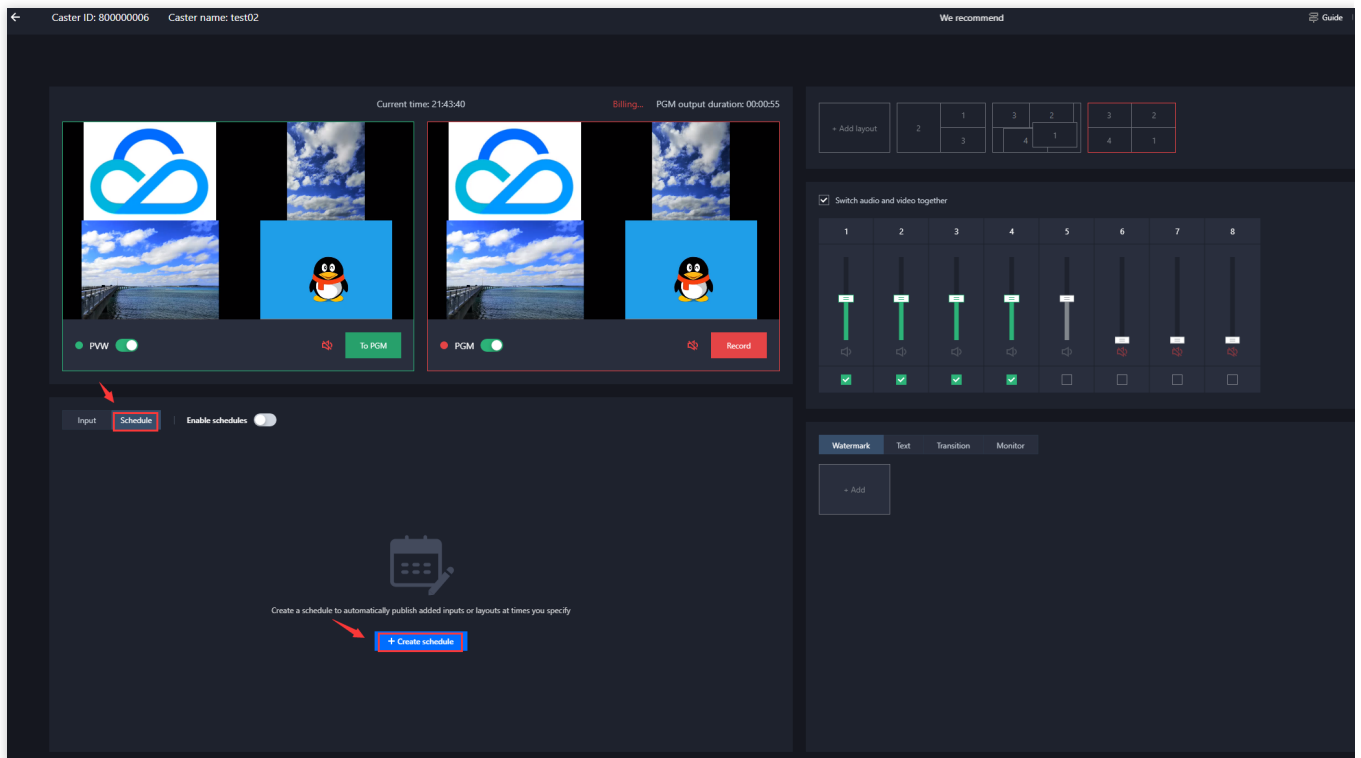 Caster ID: 800000006 Caster name: test02 We recommend Guide
Current time: 21:43:40 Billing... PGM output duration: 00:00:55
PVW To PGM
PGM Record
+ Add layout
2 1 3
3 2 4 1
3 2 4 1
Switch audio and video together
1 2 3 4 5 6 7 8
Input Schedule Enable schedules
Create a schedule to automatically publish added inputs or layouts at times you specify
+ Create schedule
Watermark Text Transition Monitor
+ Add